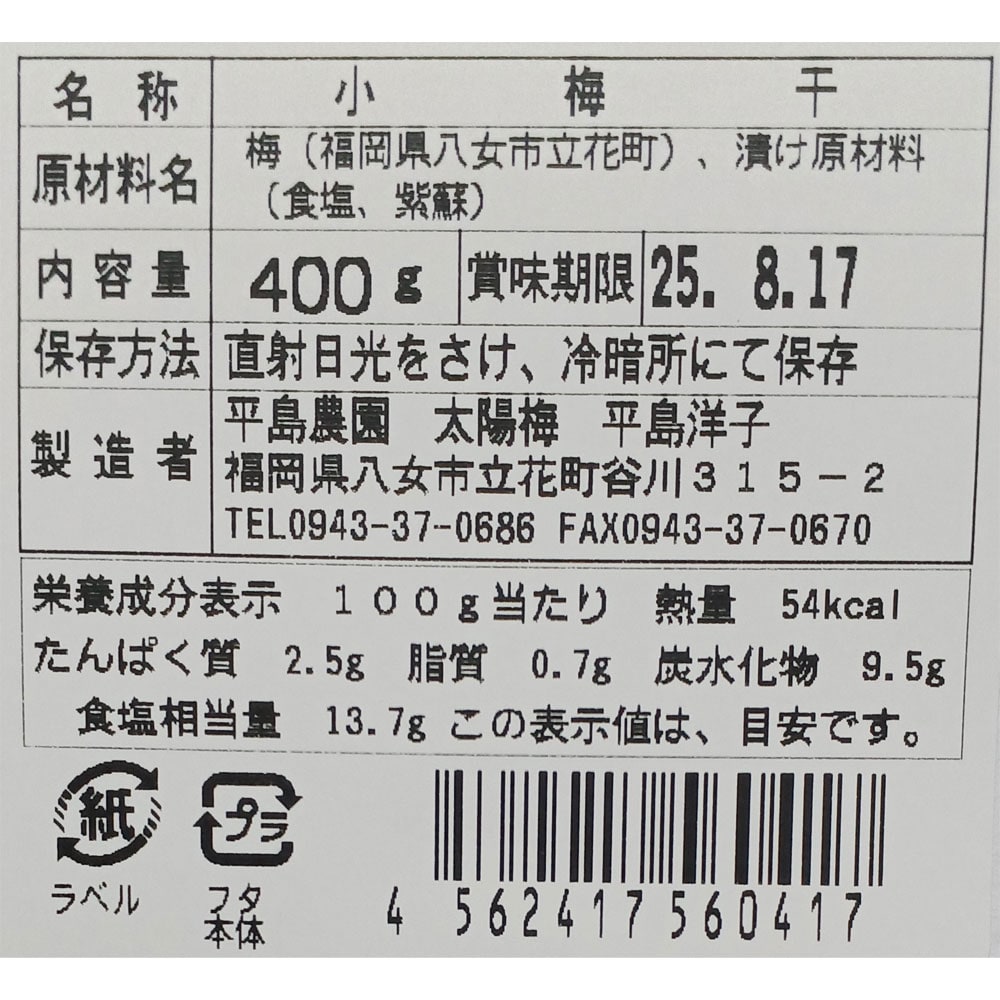 名称 小梅干
原材料名 梅（福岡県八女市立花町）、漬け原材料
（食塩、紫蘇）
内容量 400g 賞味期限 25. 8.17
保存方法 直射日光をさけ、冷暗所にて保存
製造者 平島農園 太陽梅 平島洋子
福岡県八女市立花町谷川３１５－２
TEL0943-37-0686 FAX0943-37-0670
栄養成分表示 １００ｇ当たり 熱量 54kcal
たんぱく質 2.5g 脂質 0.7g 炭水化物 9.5g
食塩相当量 13.7g この表示値は、目安です。
紙 プラ
ラベル フタ
本体
4 562417 560417